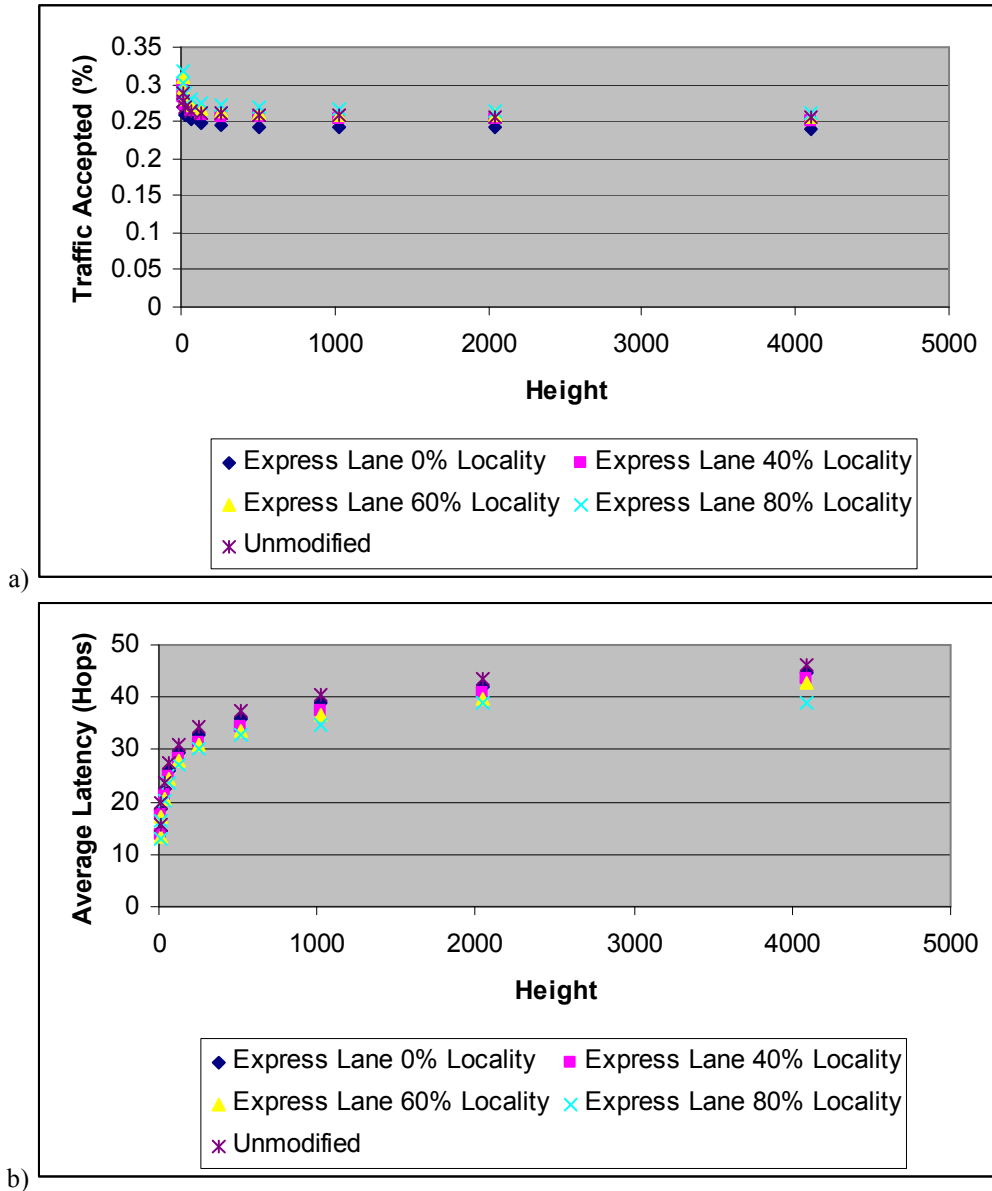 0.35
0.3
0.25
0.2
0.15
0.1
0.05
0
Traffic Accepted (%)
0 1000 2000 3000 4000 5000
Height
Express Lane 0% Locality Express Lane 40% Locality
Express Lane 60% Locality Express Lane 80% Locality
Unmodified
a)
50
40
30
20
10
0
Average Latency (Hops)
0 1000 2000 3000 4000 5000
Height
Express Lane 0% Locality Express Lane 40% Locality
Express Lane 60% Locality Express Lane 80% Locality
Unmodified
b)